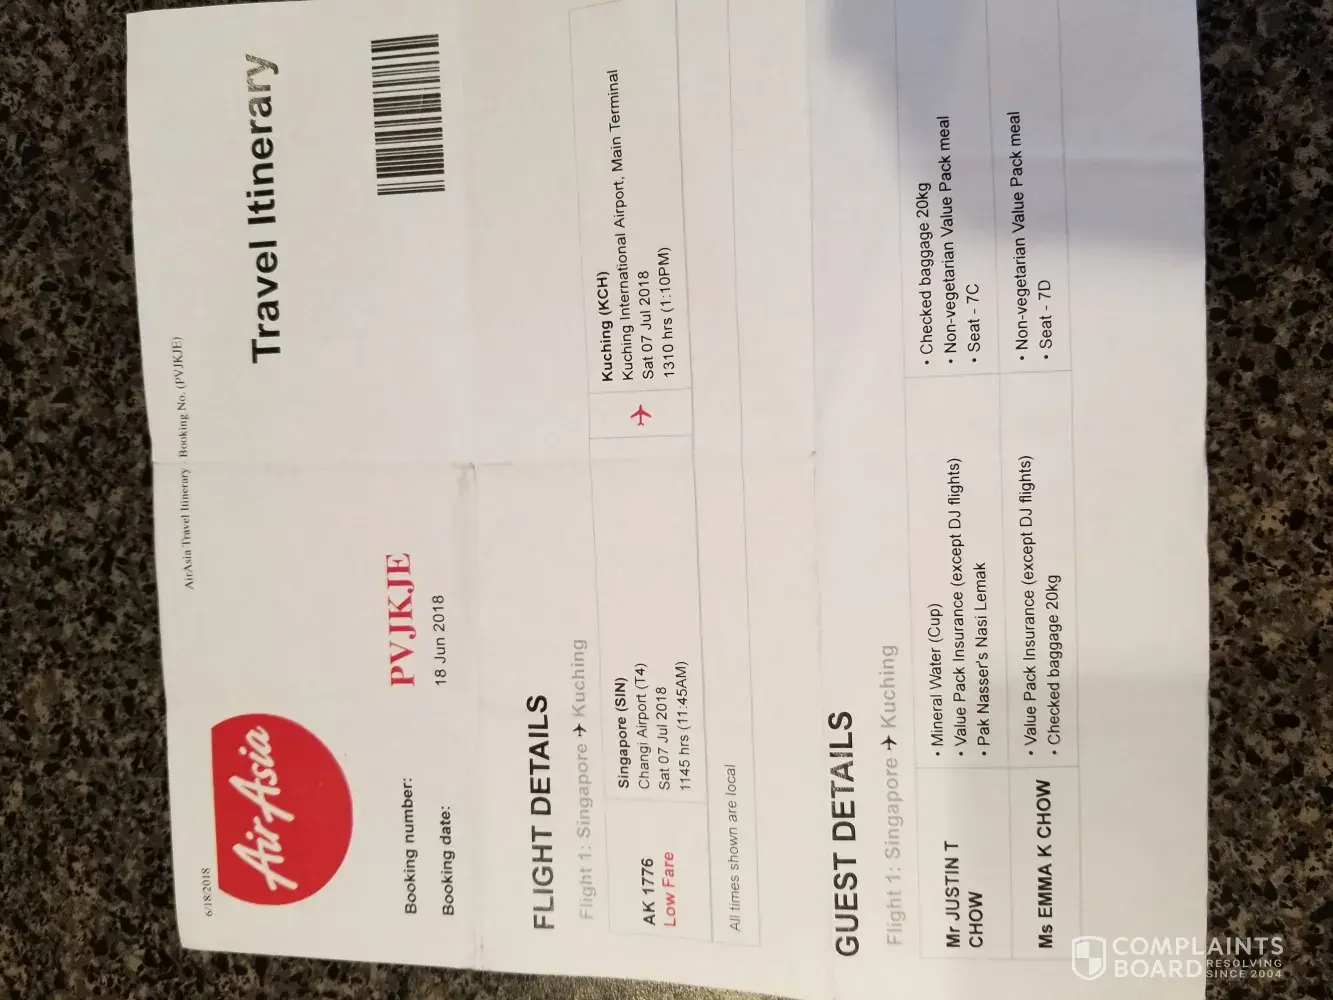 6/18/2018
AirAsia Travel Itinerary - Booking No. (PVJKJE)
AirAsia
Travel Itinerary
Booking number: PVJKJE
Booking date: 18 Jun 2018
FLIGHT DETAILS
Flight 1: Singapore ✈ Kuching
AK 1776
Low Fare
Singapore (SIN)
Changi Airport (T4)
Sat 07 Jul 2018
1145 hrs (11:45AM)
Kuching (KCH)
Kuching International Airport, Main Terminal
Sat 07 Jul 2018
1310 hrs (1:10PM)
All times shown are local
GUEST DETAILS
Flight 1: Singapore ✈ Kuching
Mr JUSTIN T
CHOW
• Mineral Water (Cup)
• Value Pack Insurance (except DJ flights)
• Pak Nasser's Nasi Lemak
• Checked baggage 20kg
• Non-vegetarian Value Pack meal
• Seat - 7C
Ms EMMA K CHOW
• Value Pack Insurance (except DJ flights)
• Checked baggage 20kg
• Non-vegetarian Value Pack meal
• Seat - 7D
COMPLAINTS
BOARD RESOLVING
SINCE 2004